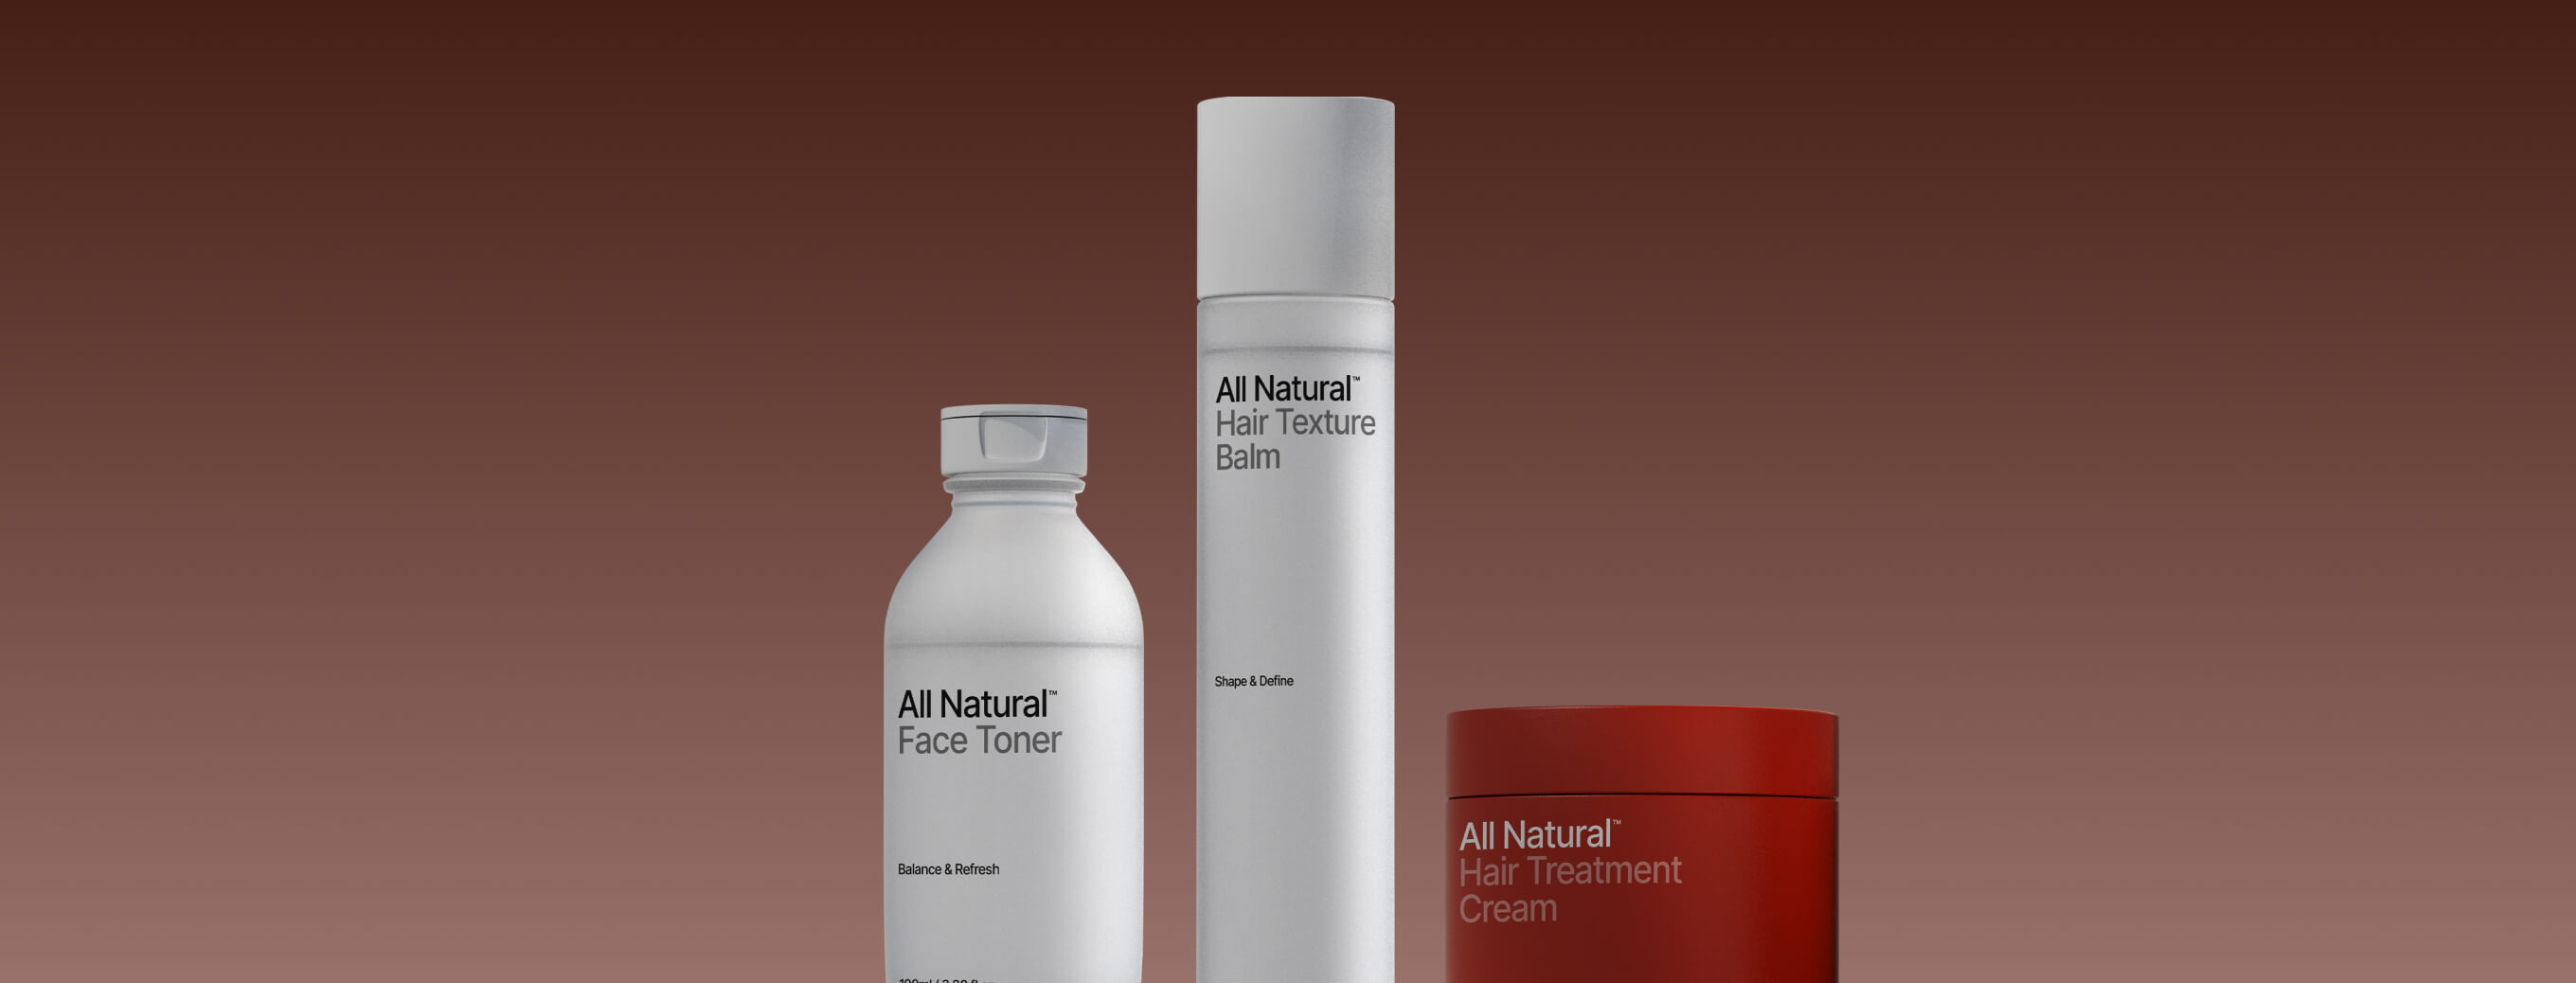 All Natural™
Face Toner
Balance & Refresh
All Natural™
Hair Texture
Balm
Shape & Define
All Natural™
Hair Treatment
Cream